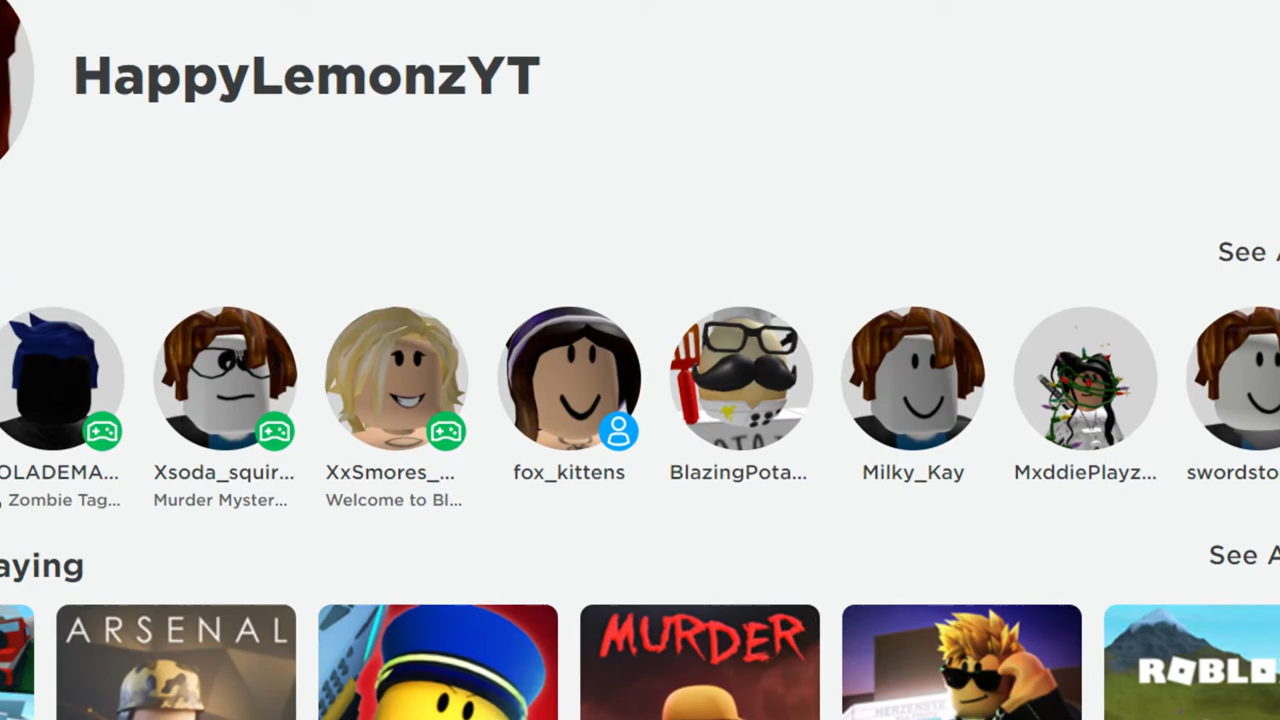 HappyLemonzYT
See A
OLADEMA... Xsoda_squir... XxSmores_... fox_kittens BlazingPota... Milky_Kay MxddiePlayz... swordsto
Zombie Tag... Murder Myster... Welcome to Bl...
aying See A
ARSENAL MURDER ROBLO